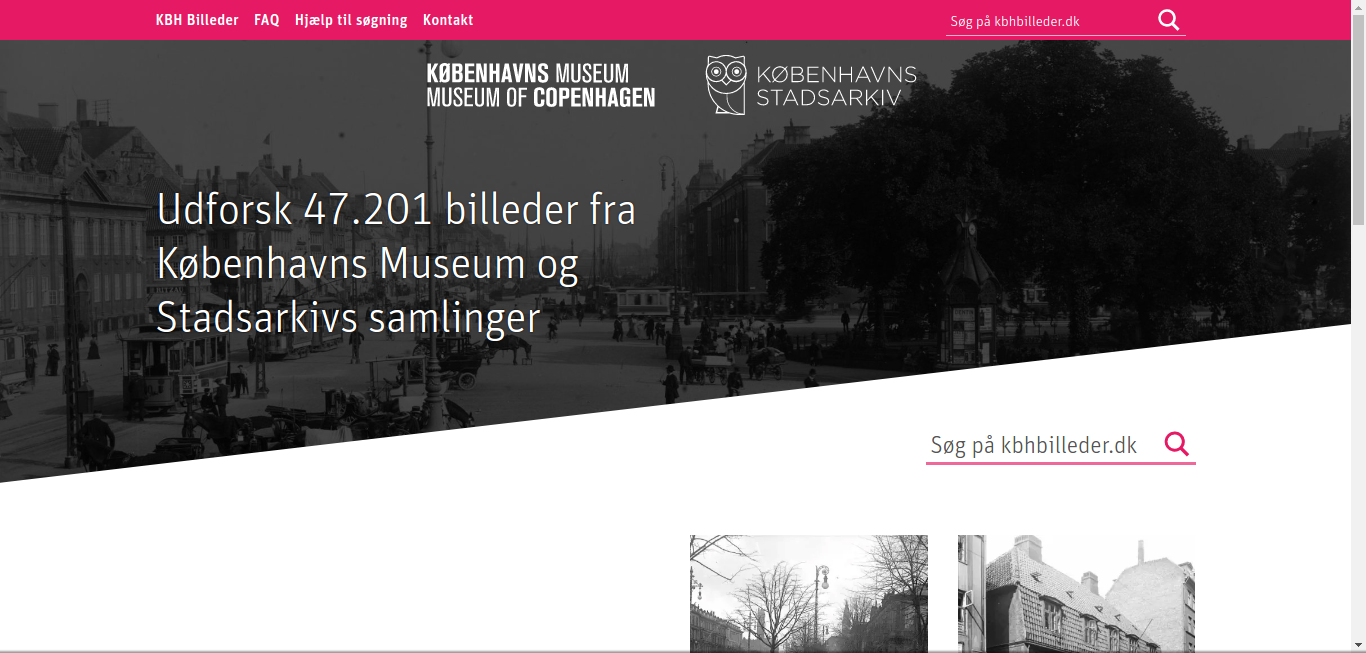 KBH Billeder FAQ Hjælp til søgning Kontakt
Søg på kbhbilleder.dk
KØBENHAVNS MUSEUM
MUSEUM OF COPENHAGEN
KØBENHAVNS
STADSARKIV
Udforsk 47.201 billeder fra
Københavns Museum og
Stadsarkivs samlinger
Søg på kbhbilleder.dk